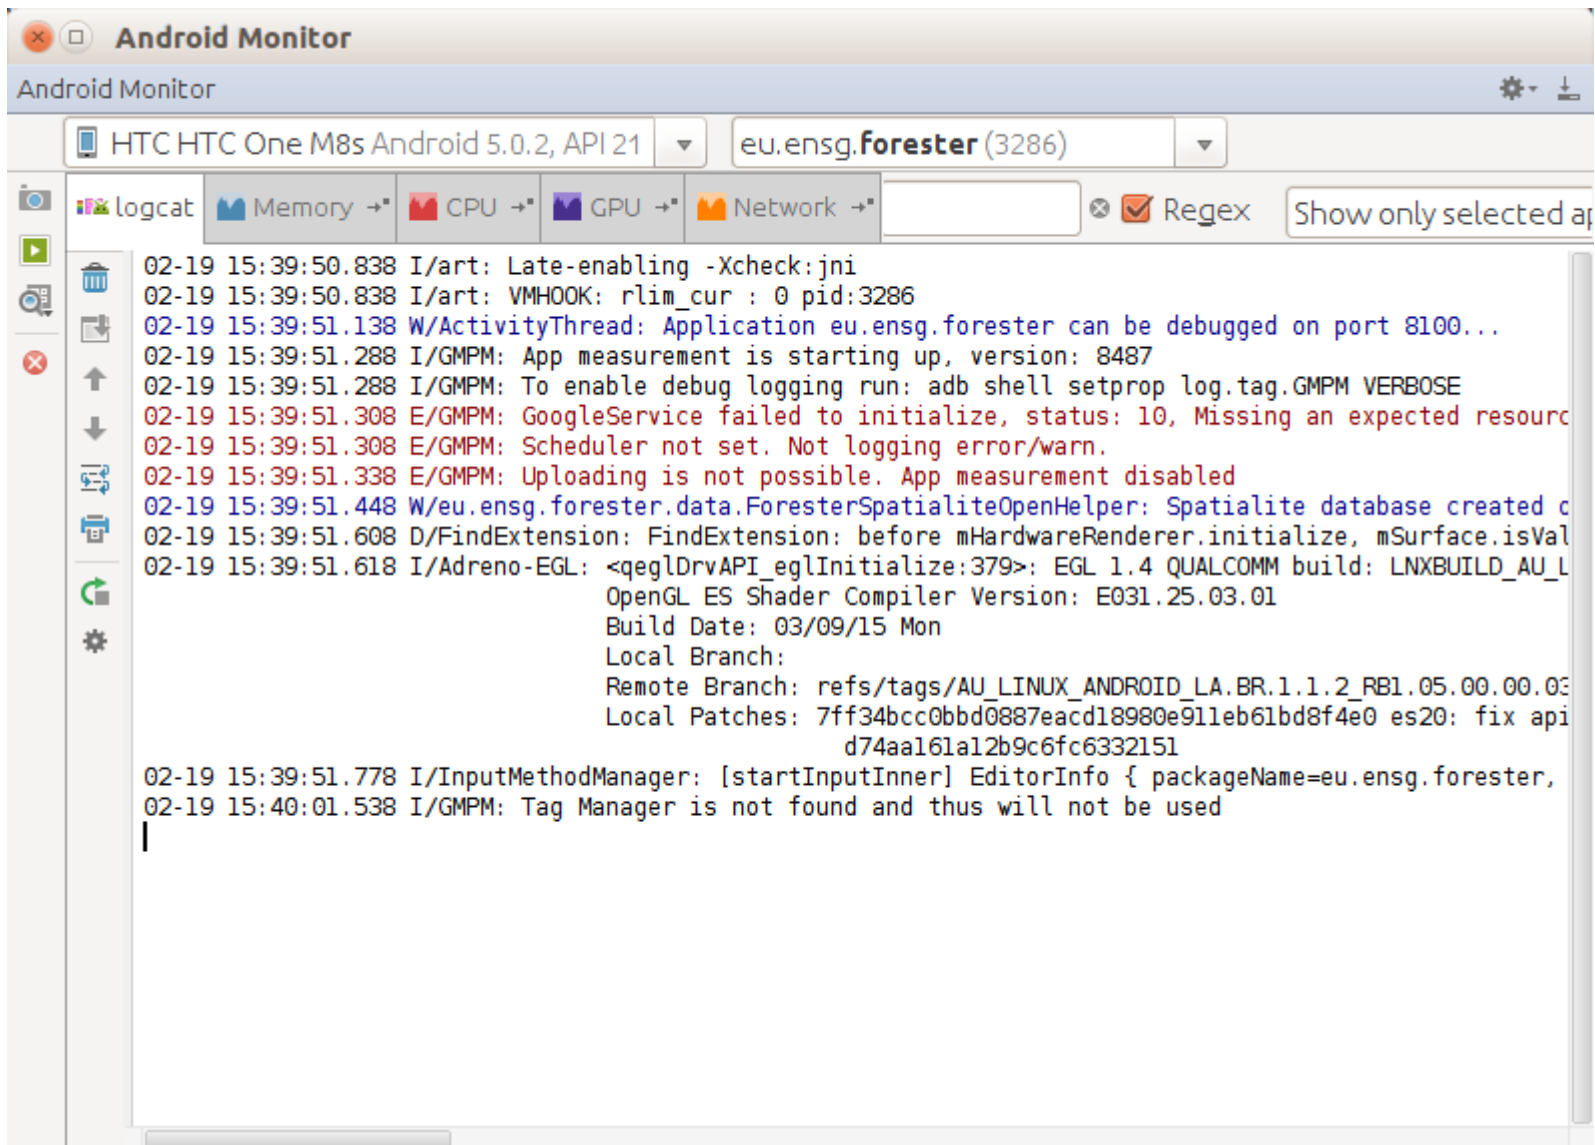 Android Monitor
Android Monitor
HTC HTC One M8s Android 5.0.2, API 21 eu.ensg.forester (3286)
logcat Memory CPU GPU Network Regex Show only selected
02-19 15:39:50.838 I/art: Late-enabling -Xcheck:jni
02-19 15:39:50.838 I/art: VMHOOK: rlim_cur : 0 pid:3286
02-19 15:39:51.138 W/ActivityThread: Application eu.ensg.forester can be debugged on port 8100...
02-19 15:39:51.288 I/GMPM: App measurement is starting up, version: 8487
02-19 15:39:51.288 I/GMPM: To enable debug logging run: adb shell setprop log.tag.GMPM VERBOSE
02-19 15:39:51.308 E/GMPM: GoogleService failed to initialize, status: 10, Missing an expected resourc
02-19 15:39:51.308 E/GMPM: Scheduler not set. Not logging error/warn.
02-19 15:39:51.338 E/GMPM: Uploading is not possible. App measurement disabled
02-19 15:39:51.448 W/eu.ensg.forester.data.ForesterSpatialiteOpenHelper: Spatialite database created
02-19 15:39:51.608 D/FindExtension: FindExtension: before mHardwareRenderer.initialize, mSurface.isVal
02-19 15:39:51.618 I/Adreno-EGL: <qeglDrvAPI_eglInitialize:379>: EGL 1.4 QUALCOMM build: LNXBUILD_AU_L
OpenGL ES Shader Compiler Version: E031.25.03.01
Build Date: 03/09/15 Mon
Local Branch:
Remote Branch: refs/tags/AU_LINUX_ANDROID_LA.BR.1.1.2_RB1.05.00.00.03
Local Patches: 7ff34bcc0bbd0887eacd18980e911eb61bd8f4e0 es20: fix api
d74aa161a12b9c6fc6332151
02-19 15:39:51.778 I/InputMethodManager: [startInputInner] EditorInfo { packageName=eu.ensg.forester,
02-19 15:40:01.538 I/GMPM: Tag Manager is not found and thus will not be used